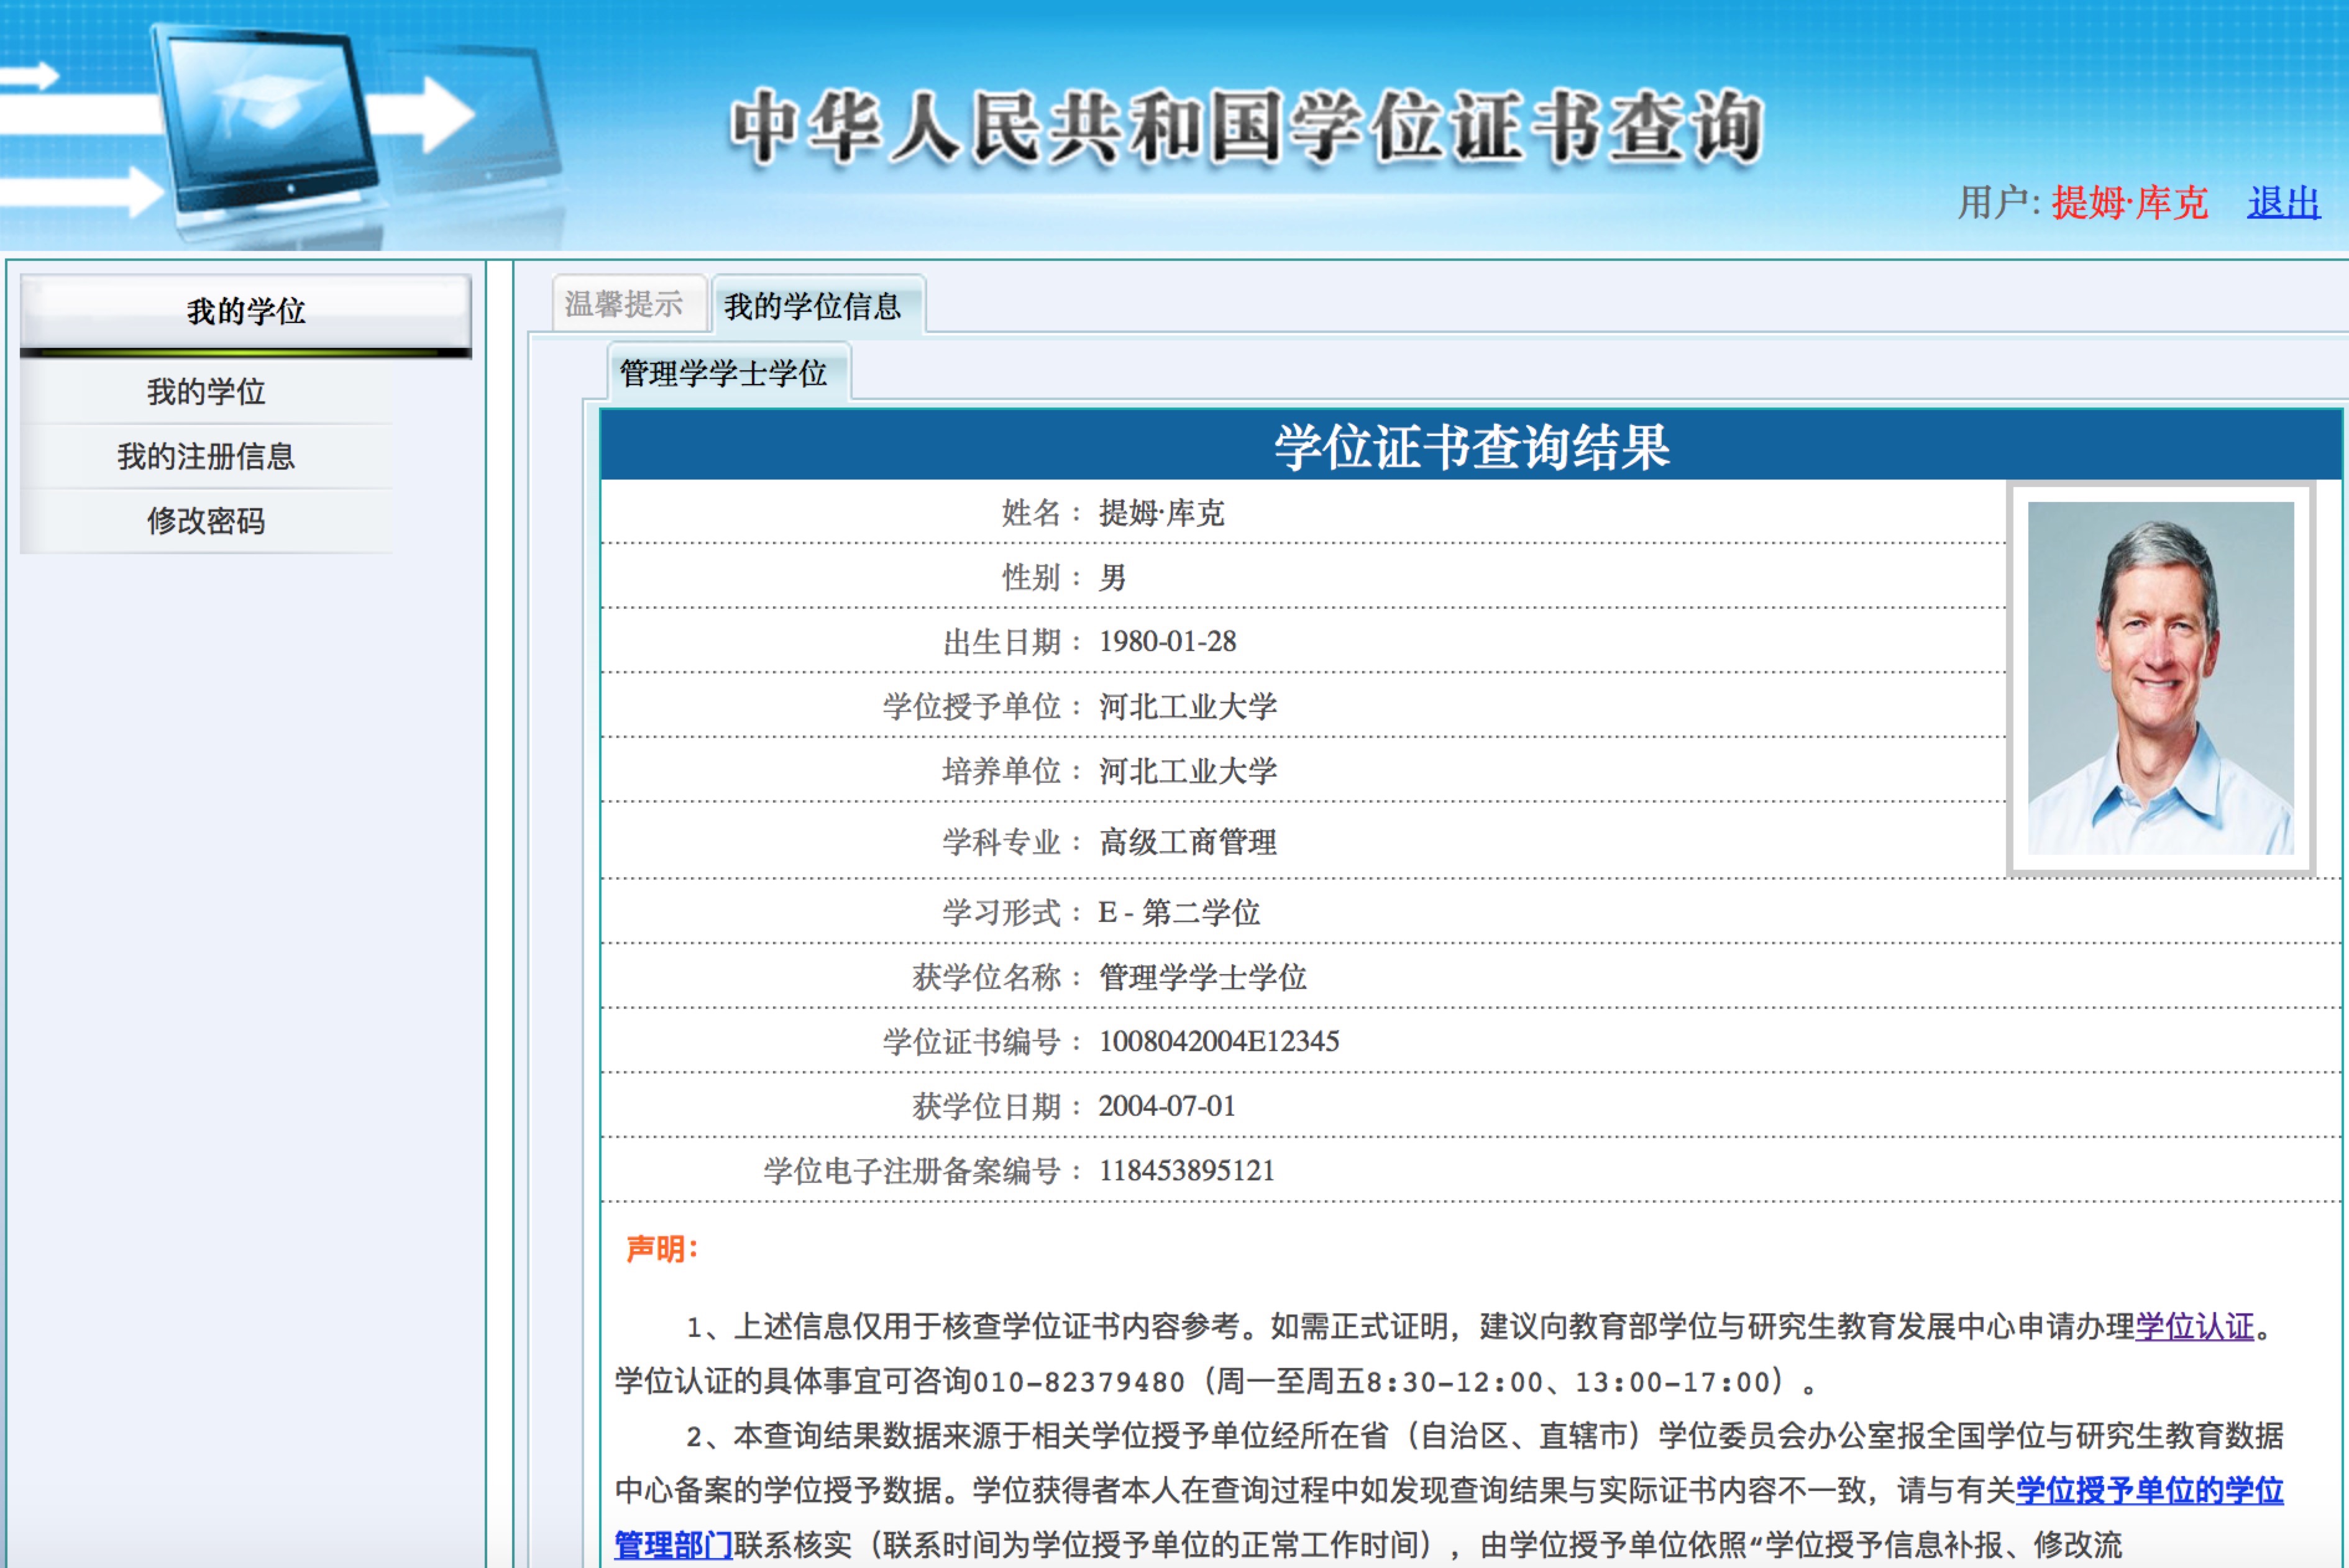 中华人民共和国学位证书查询
用户: 提姆·库克 退出
我的学位
我的学位
我的注册信息
修改密码
温馨提示 我的学位信息
管理学学士学位
学位证书查询结果
姓名： 提姆·库克
性别： 男
出生日期： 1980-01-28
学位授予单位： 河北工业大学
培养单位： 河北工业大学
学科专业： 高级工商管理
学习形式： E - 第二学位
获学位名称： 管理学学士学位
学位证书编号： 1008042004E12345
获学位日期： 2004-07-01
学位电子注册备案编号： 118453895121
声明：
1、上述信息仅用于核查学位证书内容参考。如需正式证明，建议向教育部学位与研究生教育发展中心申请办理学位认证。
学位认证的具体事宜可咨询010-82379480（周一至周五8:30-12:00、13:00-17:00）。
2、本查询结果数据来源于相关学位授予单位经所在省（自治区、直辖市）学位委员会办公室报全国学位与研究生教育数据
中心备案的学位授予数据。学位获得者本人在查询过程中如发现查询结果与实际证书内容不一致，请与有关学位授予单位的学位
管理部门联系核实（联系时间为学位授予单位的正常工作时间），由学位授予单位依照“学位授予信息补报、修改流